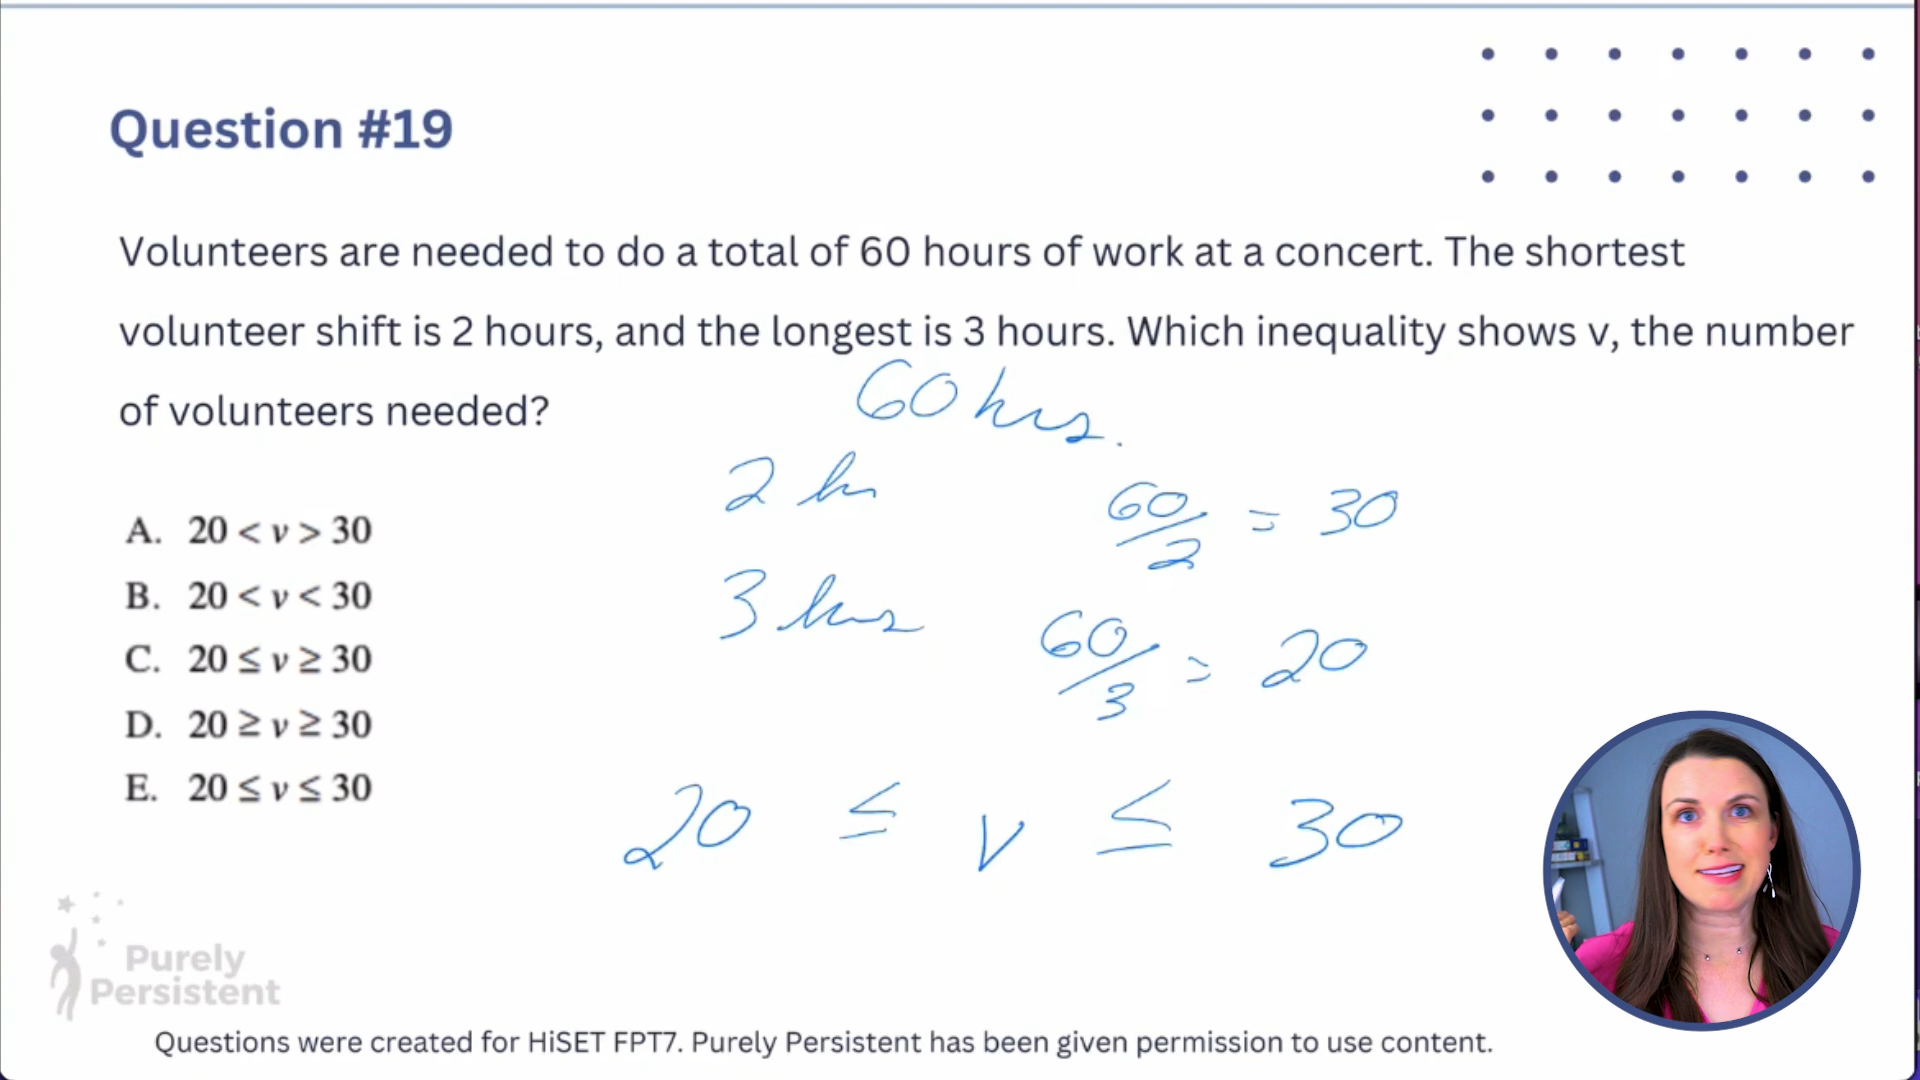 Question #19
Volunteers are needed to do a total of 60 hours of work at a concert. The shortest
volunteer shift is 2 hours, and the longest is 3 hours. Which inequality shows v, the number
of volunteers needed?
60 hrs.
2 hr
60/2 = 30
3 hrs
60/3 = 20
A. 20 < v > 30
B. 20 < v < 30
C. 20 ≤ v ≥ 30
D. 20 ≥ v ≥ 30
E. 20 ≤ v ≤ 30
20 ≤ v ≤ 30
Purely
Persistent
Questions were created for HiSET FPT7. Purely Persistent has been given permission to use content.